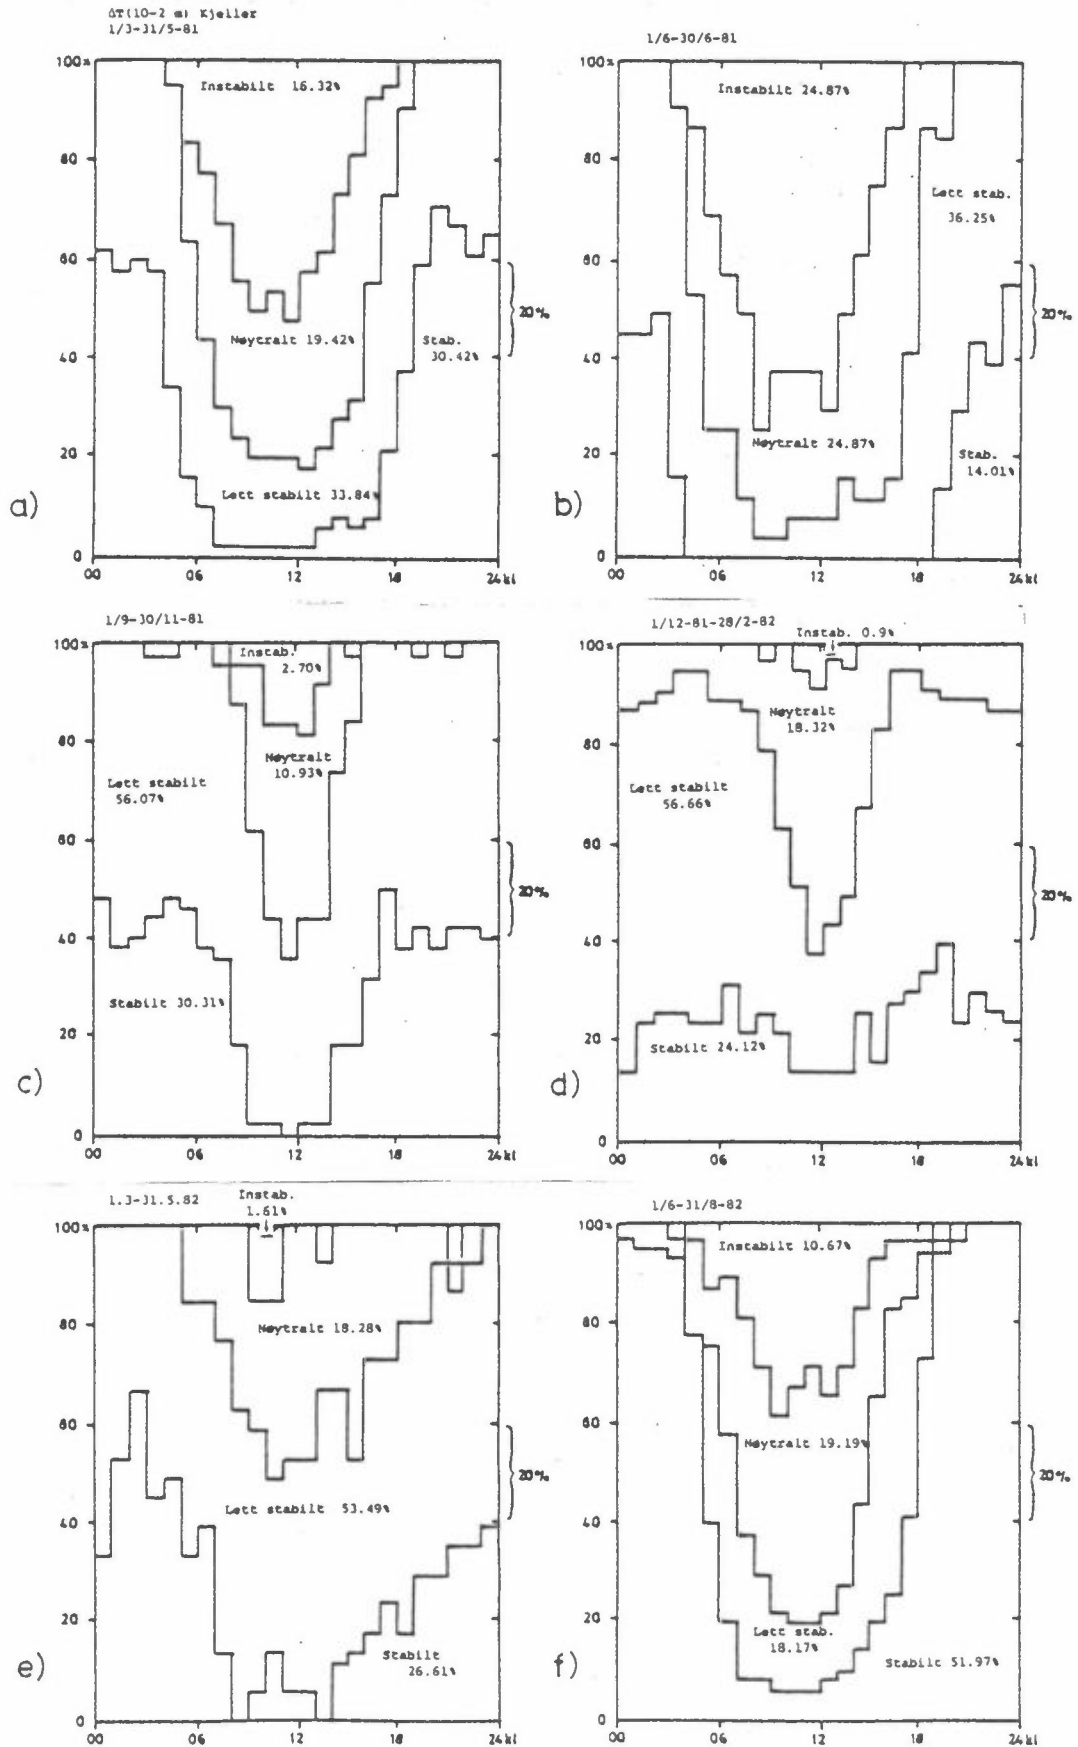 ΔT(10-2 m) Kjeller
1/3-31/5-81
100%
80
60
40
20
0
00 06 12 18 24kl
Instabilt 16.32%
Nøytralt 19.42%
Stab.
30.42%
Lett stabilt 33.84%
20%
a)
1/6-30/6-81
100%
80
60
40
20
0
00 06 12 18 24kl
Instabilt 24.87%
Lett stab.
36.25%
Nøytralt 24.87%
Stab.
14.01%
20%
b)
1/9-30/11-81
100%
80
60
40
20
0
00 06 12 18 24kl
Instab.
2.70%
Nøytralt
10.93%
Lett stabilt
56.07%
Stabilt 30.31%
20%
c)
1/12-81-28/2-82
Instab. 0.9%
100%
80
60
40
20
0
00 06 12 18 24kl
Nøytralt
18.32%
Lett stabilt
56.66%
Stabilt 24.12%
20%
d)
1.3-31.5.82
Instab.
1.61%
100%
80
60
40
20
0
00 06 12 18 24kl
Nøytralt 18.28%
Lett stabilt 53.49%
Stabilt
26.61%
20%
e)
1/6-31/8-82
100%
80
60
40
20
0
00 06 12 18 24kl
Instabilt 10.67%
Nøytralt 19.19%
Lett stab.
18.17%
Stabilt 51.97%
20%
f)